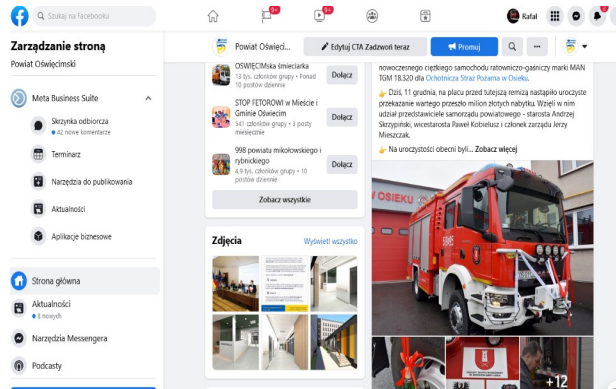 Szukaj na Facebooku
9+
9+
Rafał
Zarządzanie stroną
Powiat Oświęcimski
Meta Business Suite
Skrzynka odbiorcza
42 nowe komentarze
Terminarz
Narzędzia do publikowania
Aktualności
Aplikacje biznesowe
Strona główna
Aktualności
8 nowych
Narzędzia Messengera
Podcasty
Powiat Oświęci...
Edytuj CTA Zadzwoń teraz
Promuj
OŚWIĘCIMska śmieciarka
13 tys. członków grupy • Ponad
10 postów dziennie
Dołącz
STOP FETOROWI w Mieście i
Gminie Oświecim
541 członków grupy • 3 posty
miesięcznie
Dołącz
998 powiatu mikołowskiego i
rybnickiego
4,9 tys. członków grupy • 10
postów dziennie
Dołącz
Zobacz wszystkie
Zdjęcia
Wyświetl wszystko
nowoczesnego ciężkiego samochodu ratowniczo-gaśniczy marki MAN
TGM 18.320 dla Ochotnicza Straż Pożarna w Osieku.
Dziś, 11 grudnia, na placu przed tutejszą remizą nastąpiło uroczyste
przekazanie wartego przeszło milion złotych nabytku. Wzięli w nim
udział przedstawiciele samorządu powiatowego - starosta Andrzej
Skrzypiński, wicestarosta Paweł Kobielusz i członek zarządu Jerzy
Mieszczak.
Na uroczystości obecni byli... Zobacz więcej
OSIEKU
+12